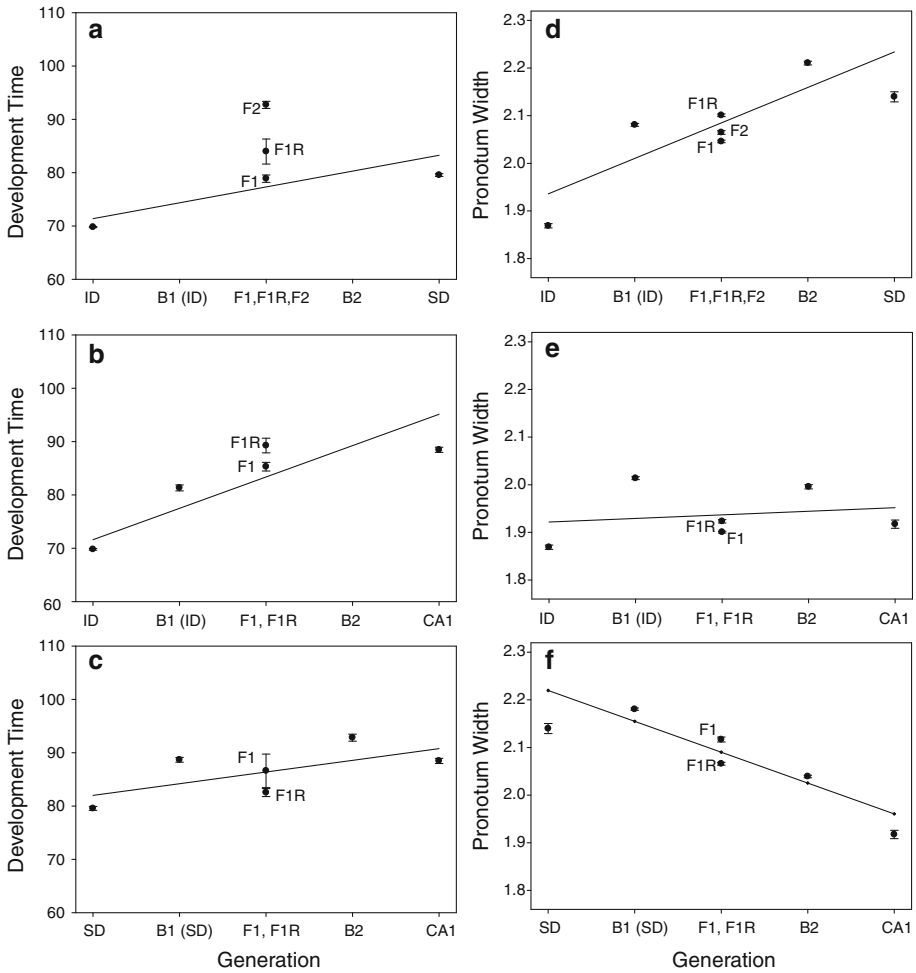 a
Development Time
110
100
90
80
70
60
F2
F1R
F1
ID B1 (ID) F1,F1R,F2 B2 SD
d
Pronotum Width
2.3
2.2
2.1
2.0
1.9
1.8
F1R
F2
F1
ID B1 (ID) F1,F1R,F2 B2 SD
b
Development Time
110
100
90
80
70
60
F1R
F1
ID B1 (ID) F1, F1R B2 CA1
e
Pronotum Width
2.3
2.2
2.1
2.0
1.9
1.8
F1R
F1
ID B1 (ID) F1, F1R B2 CA1
c
Development Time
110
100
90
80
70
60
F1
F1R
SD B1 (SD) F1, F1R B2 CA1
Generation
f
Pronotum Width
2.3
2.2
2.1
2.0
1.9
1.8
F1
F1R
SD B1 (SD) F1, F1R B2 CA1
Generation